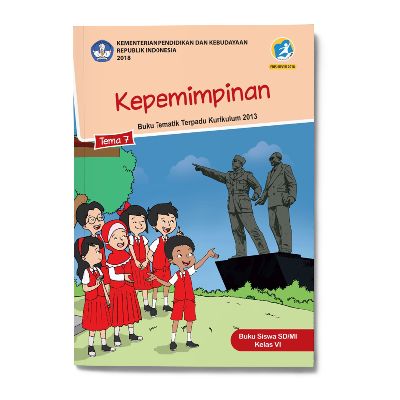 KEMENTERIAN PENDIDIKAN DAN KEBUDAYAAN
REPUBLIK INDONESIA
2018
Kepemimpinan
Buku Tematik Terpadu Kurikulum 2013
Tema 7
Buku Siswa SD/MI
Kelas VI